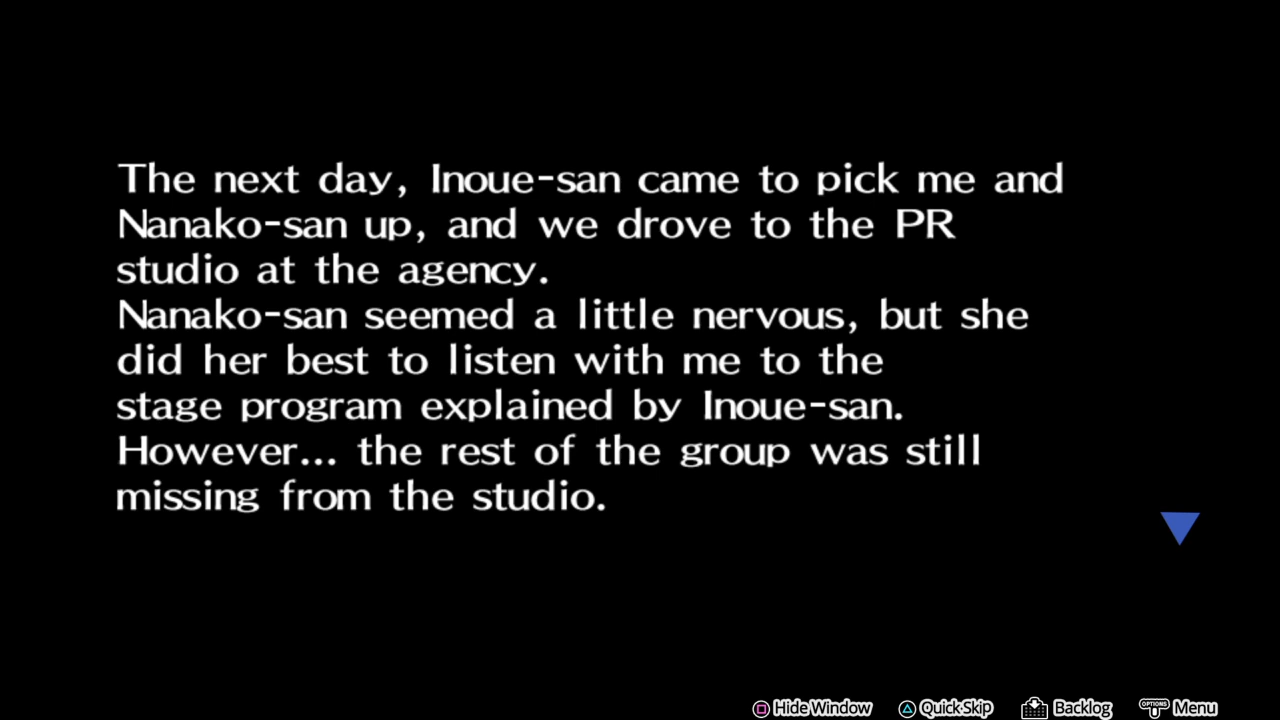 The next day, Inoue-san came to pick me and
Nanako-san up, and we drove to the PR
studio at the agency.
Nanako-san seemed a little nervous, but she
did her best to listen with me to the
stage program explained by Inoue-san.
However... the rest of the group was still
missing from the studio.
Hide Window Quick Skip Backlog OPTIONS Menu